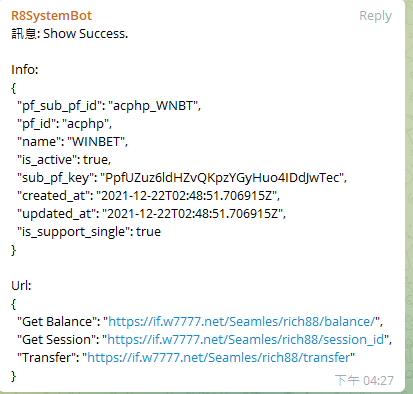 R8SystemBot
Reply
訊息: Show Success.
Info:
{
"pf_sub_pf_id": "acphp_WNBT",
"pf_id": "acphp",
"name": "WINBET",
"is_active": true,
"sub_pf_key": "PpfUZuz6ldHZvQKpzYGyHuo4IDdJwTec",
"created_at": "2021-12-22T02:48:51.706915Z",
"updated_at": "2021-12-22T02:48:51.706915Z",
"is_support_single": true
}
Url:
{
"Get Balance": "https://if.w7777.net/Seamles/rich88/balance/",
"Get Session": "https://if.w7777.net/Seamles/rich88/session_id",
"Transfer": "https://if.w7777.net/Seamles/rich88/transfer"
}
下午 04:27